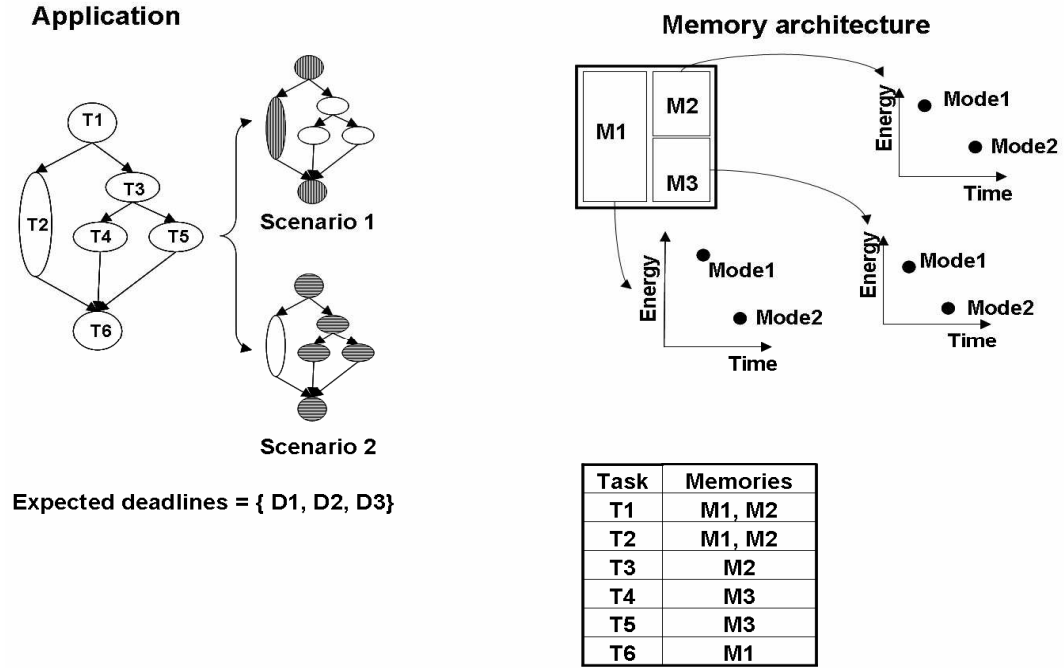 Application
T1
T2
T3
T4
T5
T6
Scenario 1
Scenario 2
Expected deadlines = { D1, D2, D3}
Memory architecture
M1
M2
M3
Energy
Mode1
Mode2
Time
Energy
Mode1
Mode2
Time
Energy
Mode1
Mode2
Time
Task Memories
T1 M1, M2
T2 M1, M2
T3 M2
T4 M3
T5 M3
T6 M1